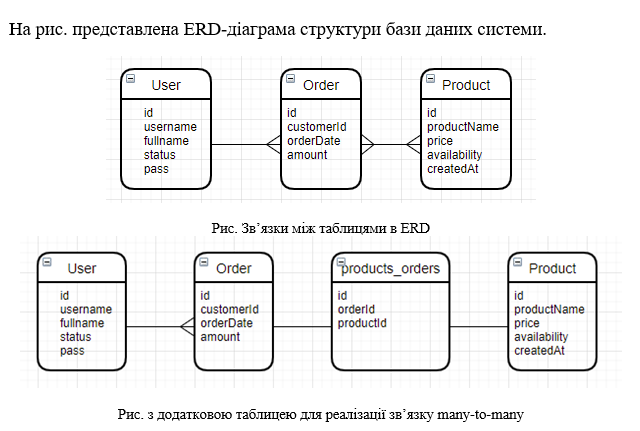 На рис. представлена ERD-діаграма структури бази даних системи.
User
id
username
fullname
status
pass
Order
id
customerId
orderDate
amount
Product
id
productName
price
availability
createdAt
Рис. Зв’язки між таблицями в ERD
User
id
username
fullname
status
pass
Order
id
customerId
orderDate
amount
products_orders
id
orderId
productId
Product
id
productName
price
availability
createdAt
Рис. з додатковою таблицею для реалізації зв’язку many-to-many